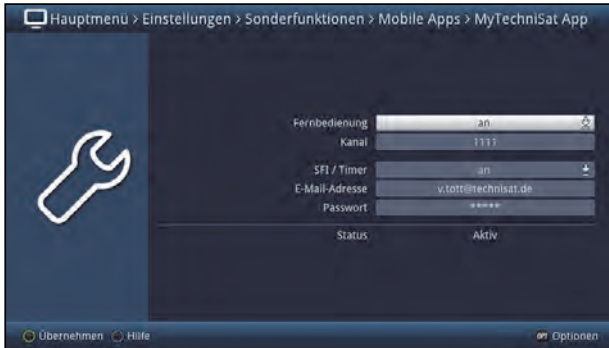 Hauptmenü > Einstellungen > Sonderfunktionen > Mobile Apps > MyTechniSat App
Fernbedienung an
Kanal 1111
SFI / Timer an
E-Mail-Adresse v.tott@technisat.de
Passwort *****
Status Aktiv
Übernehmen Hilfe OPT Optionen